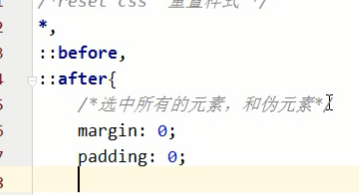 /*reset css 重置样式 */
*,
::before,
::after{
/*选中所有的元素，和伪元素*/
margin: 0;
padding: 0;